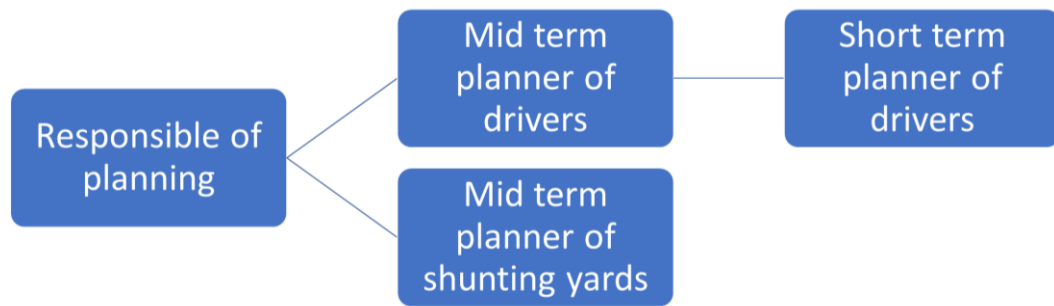 Responsible of
planning
Mid term
planner of
drivers
Short term
planner of
drivers
Mid term
planner of
shunting yards